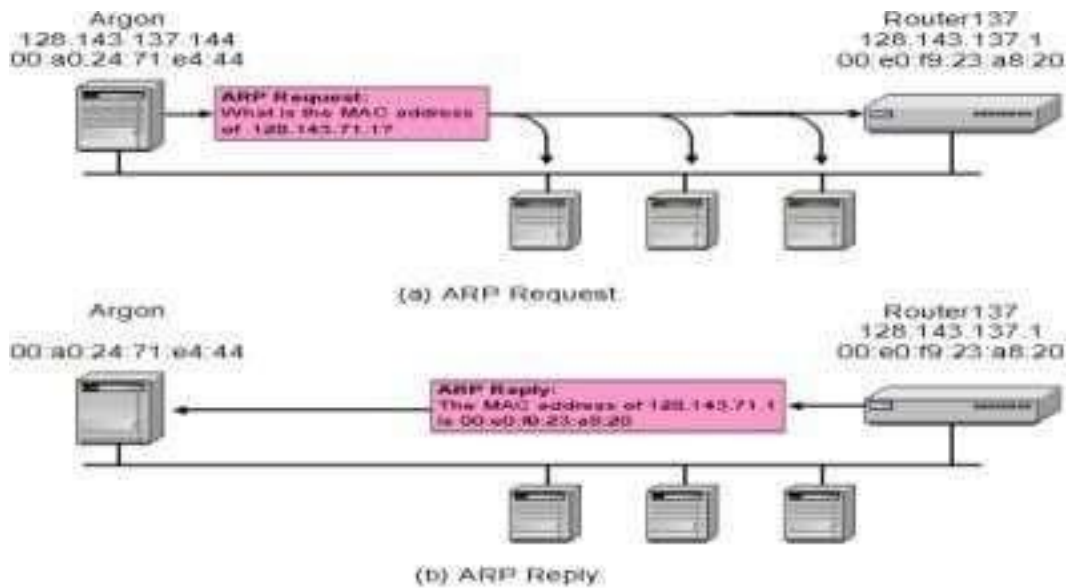 Argon
128.143.137.144
00:a0:24:71:e4:44
Router137
128.143.137.1
00:e0:f9:23:a8:20
ARP Request:
What is the MAC address
of 128.143.71.1?
(a) ARP Request.
Argon
00:a0:24:71:e4:44
Router137
128.143.137.1
00:e0:f9:23:a8:20
ARP Reply:
The MAC address of 128.143.71.1
is 00:e0:f9:23:a8:20
(b) ARP Reply.